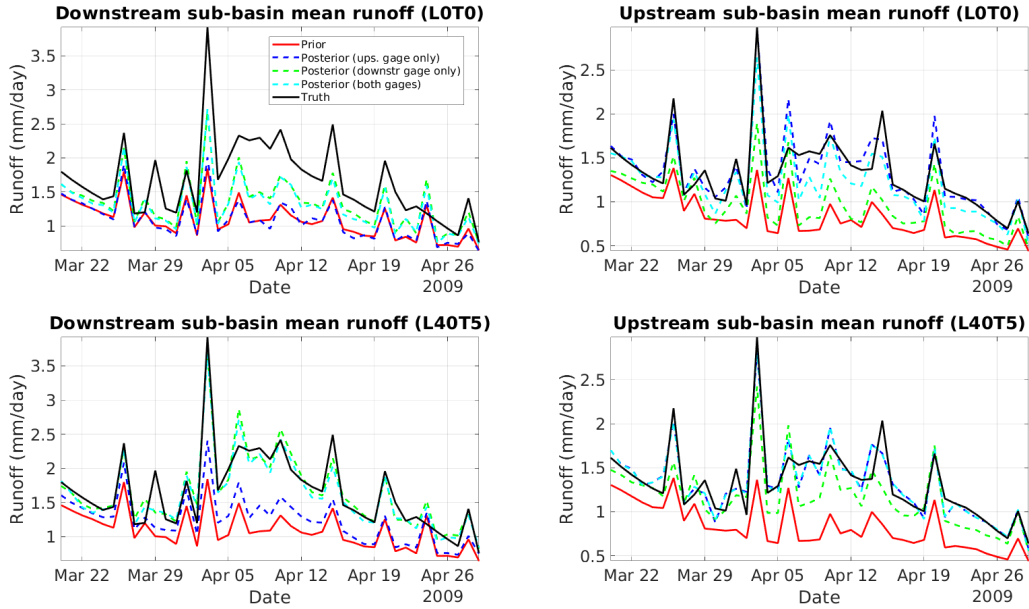 Downstream sub-basin mean runoff (L0T0)
Runoff (mm/day)
3.5
3
2.5
2
1.5
1
Prior
Posterior (ups. gage only)
Posterior (downstr gage only)
Posterior (both gages)
Truth
Mar 22 Mar 29 Apr 05 Apr 12 Apr 19 Apr 26
Date 2009
Upstream sub-basin mean runoff (L0T0)
Runoff (mm/day)
2.5
2
1.5
1
0.5
Mar 22 Mar 29 Apr 05 Apr 12 Apr 19 Apr 26
Date 2009
Downstream sub-basin mean runoff (L40T5)
Runoff (mm/day)
3.5
3
2.5
2
1.5
1
Mar 22 Mar 29 Apr 05 Apr 12 Apr 19 Apr 26
Date 2009
Upstream sub-basin mean runoff (L40T5)
Runoff (mm/day)
2.5
2
1.5
1
0.5
Mar 22 Mar 29 Apr 05 Apr 12 Apr 19 Apr 26
Date 2009